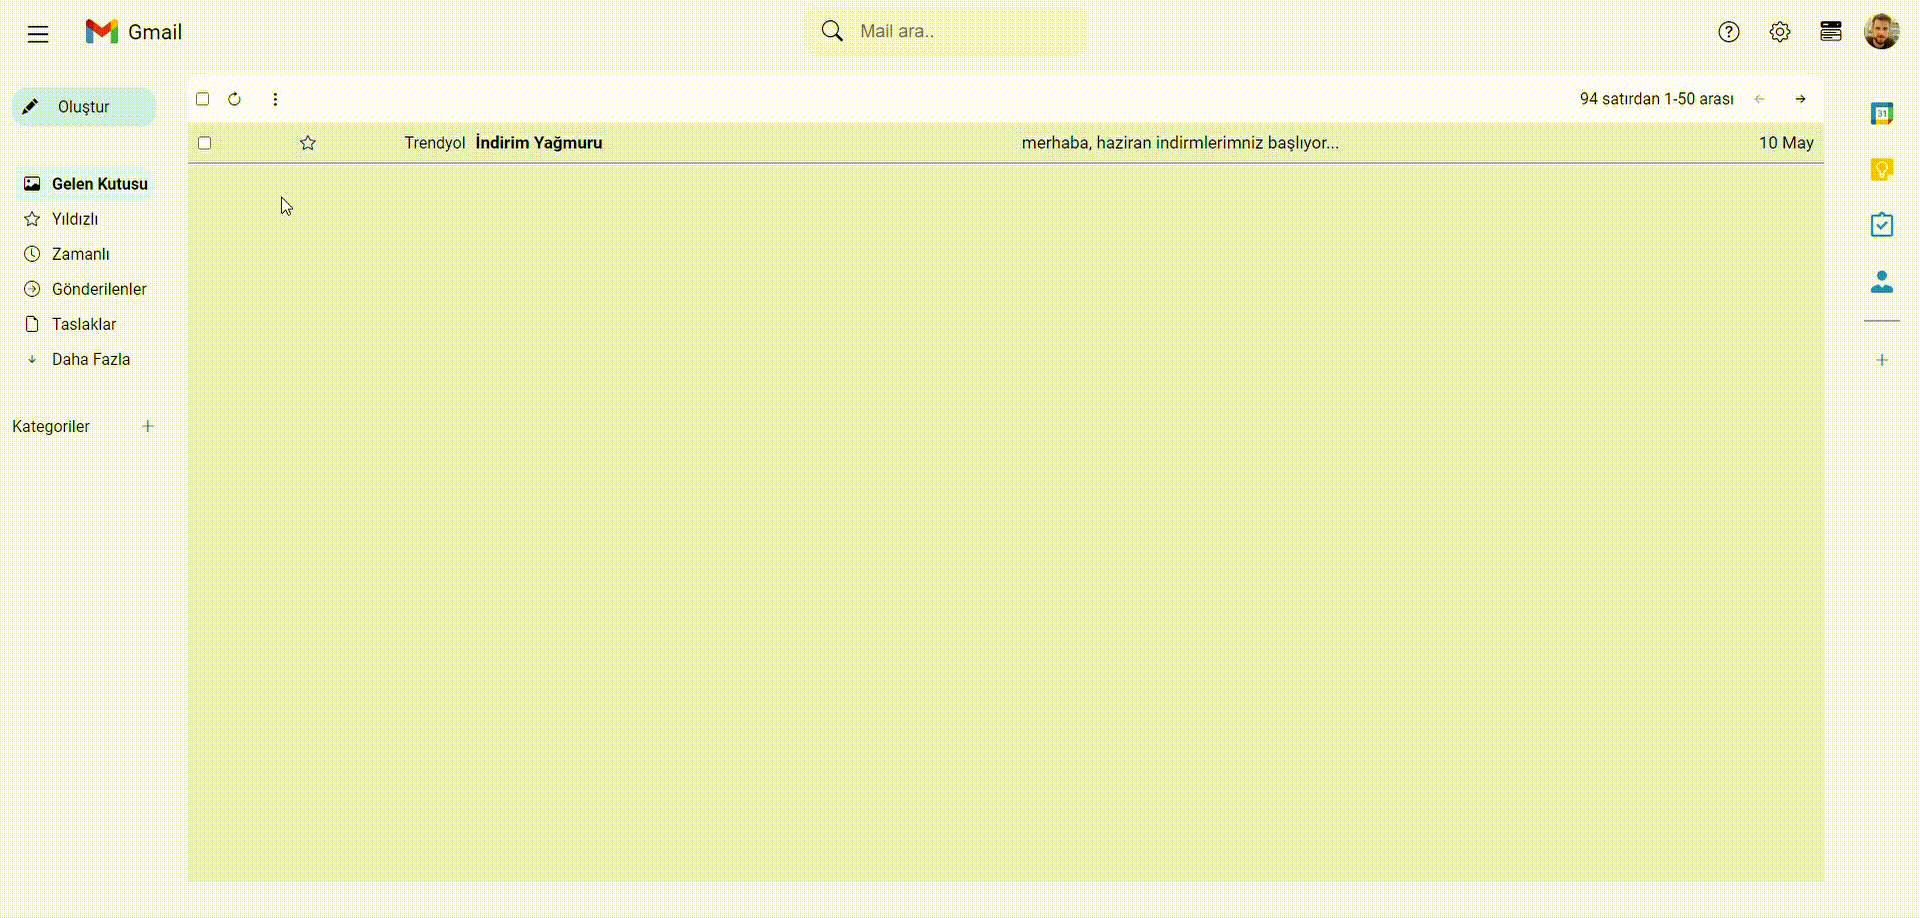 Gmail
Mail ara..
Oluştur
94 satırdan 1-50 arası
Trendyol İndirim Yağmuru merhaba, haziran indirmlerimniz başlıyor... 10 May
Gelen Kutusu
Yıldızlı
Zamanlı
Gönderilenler
Taslaklar
Daha Fazla
Kategoriler
31